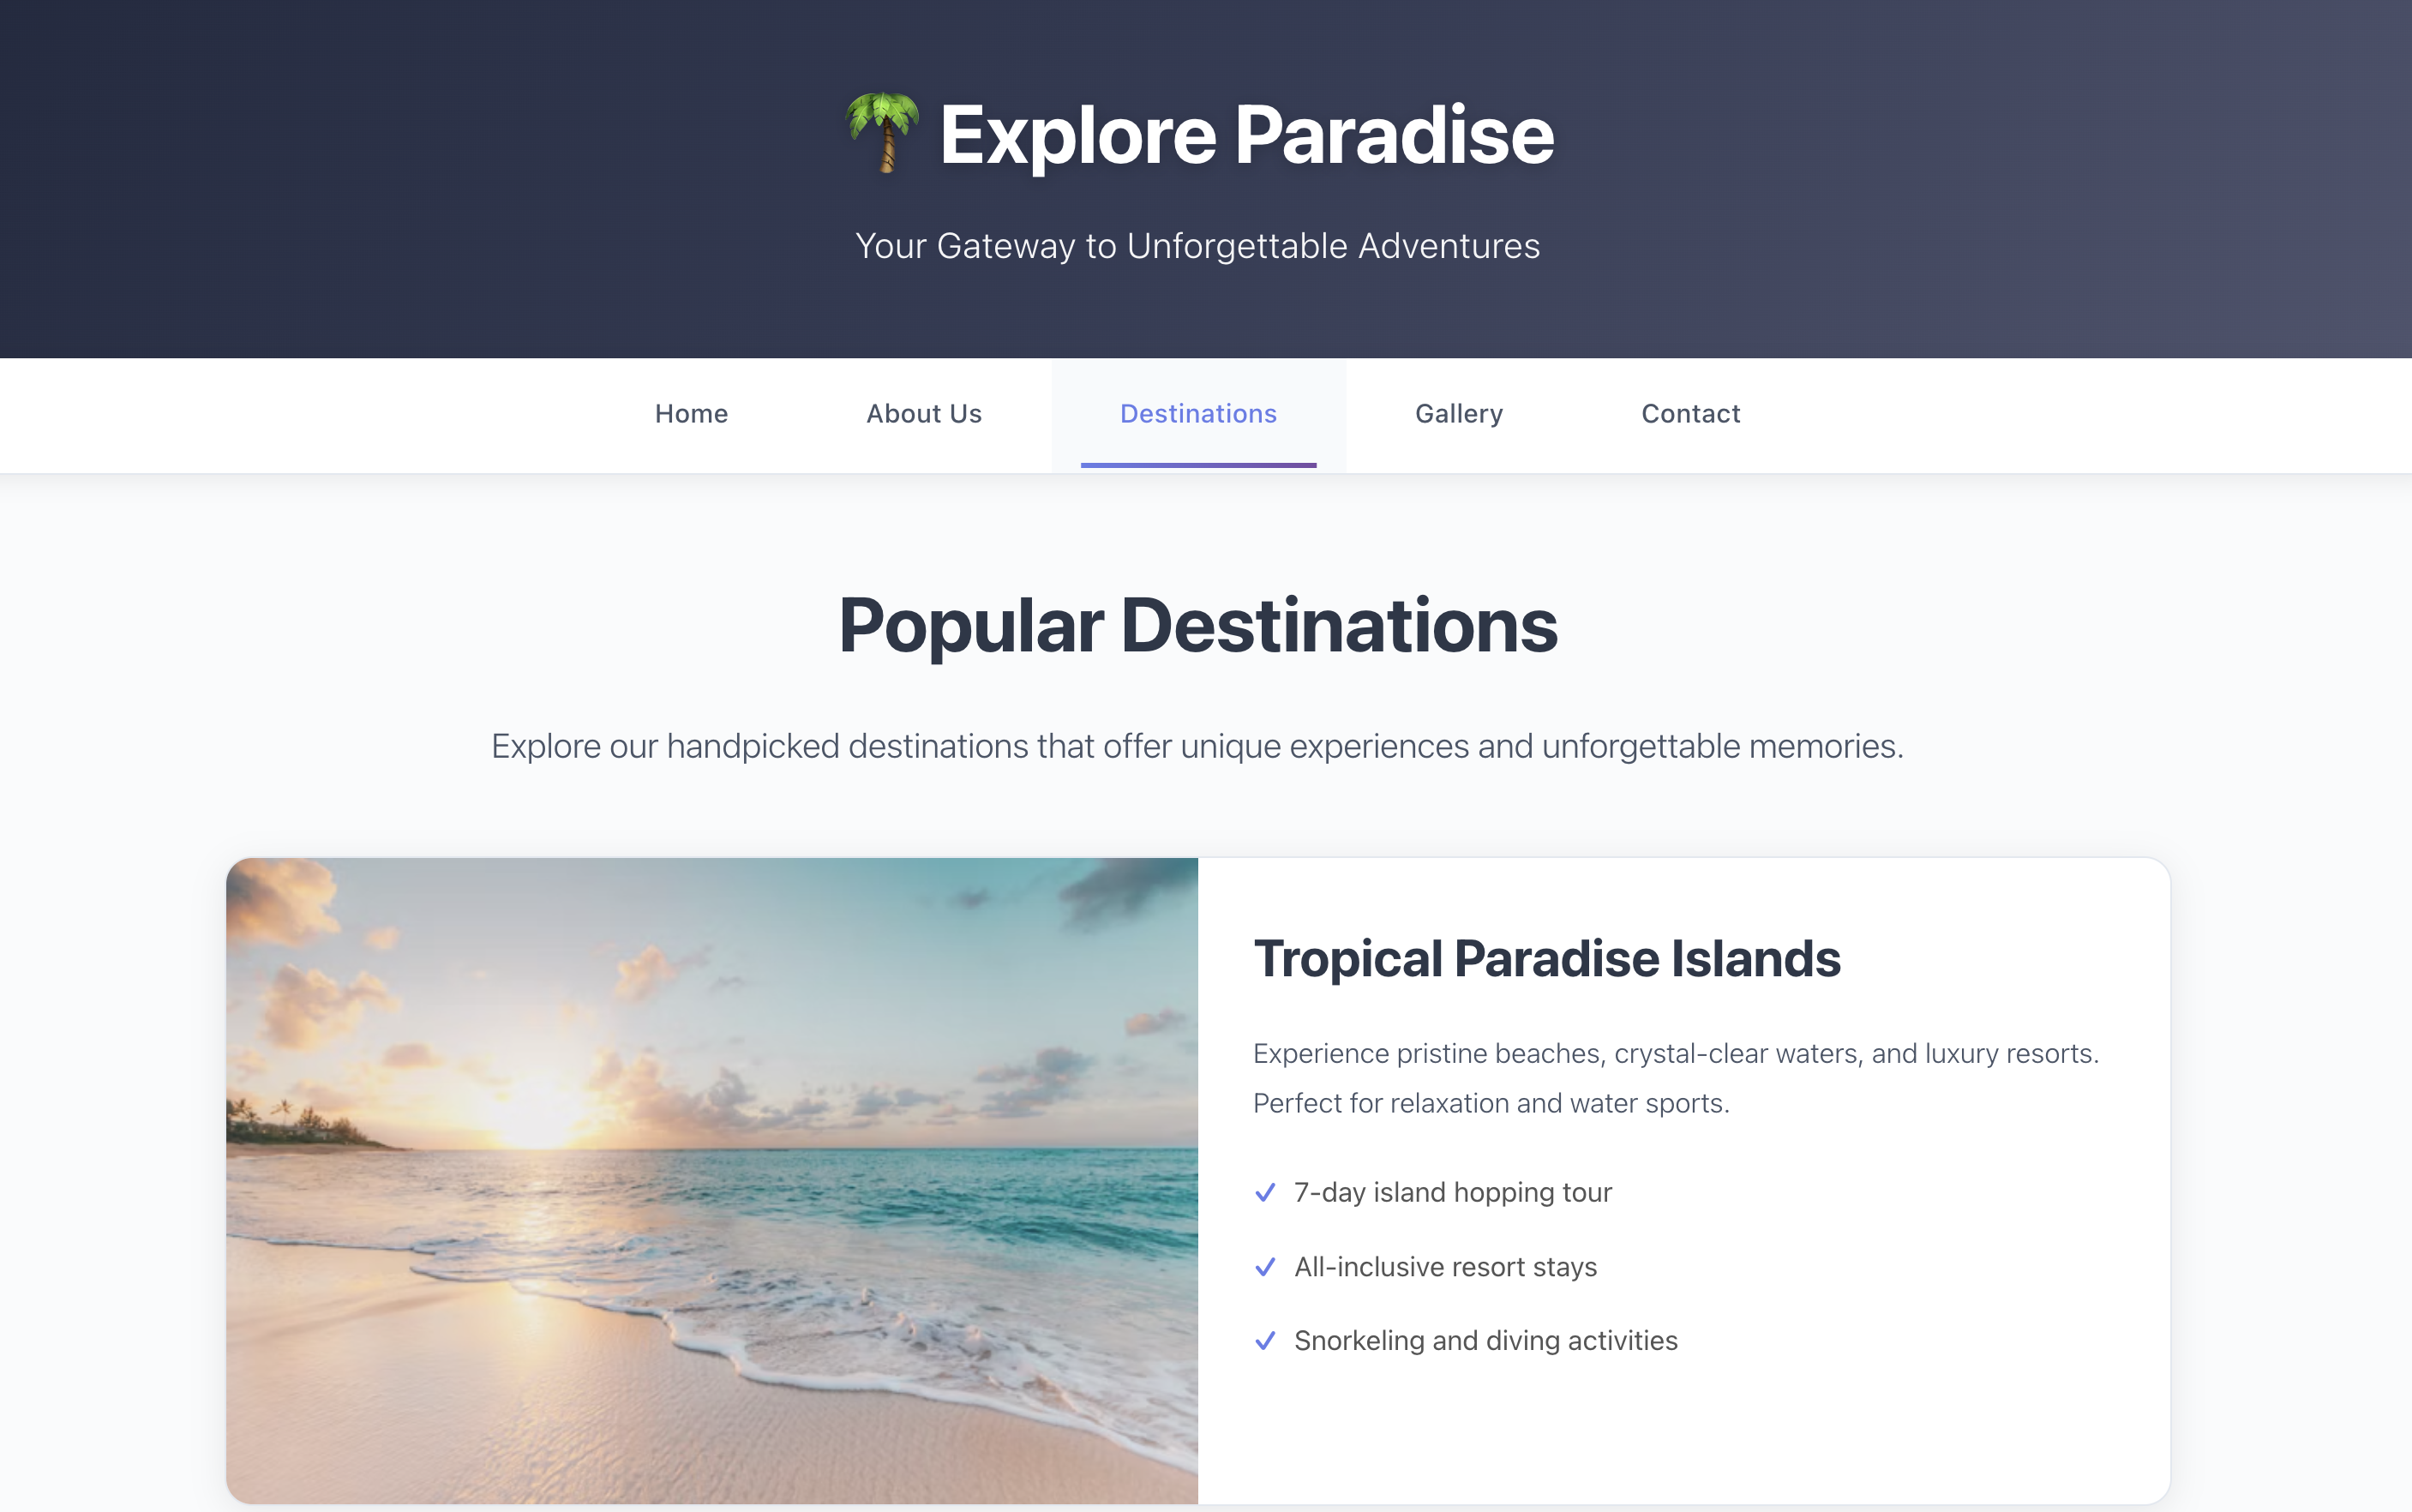 Explore Paradise
Your Gateway to Unforgettable Adventures
Home
About Us
Destinations
Gallery
Contact
Popular Destinations
Explore our handpicked destinations that offer unique experiences and unforgettable memories.
Tropical Paradise Islands
Experience pristine beaches, crystal-clear waters, and luxury resorts.
Perfect for relaxation and water sports.
7-day island hopping tour
All-inclusive resort stays
Snorkeling and diving activities